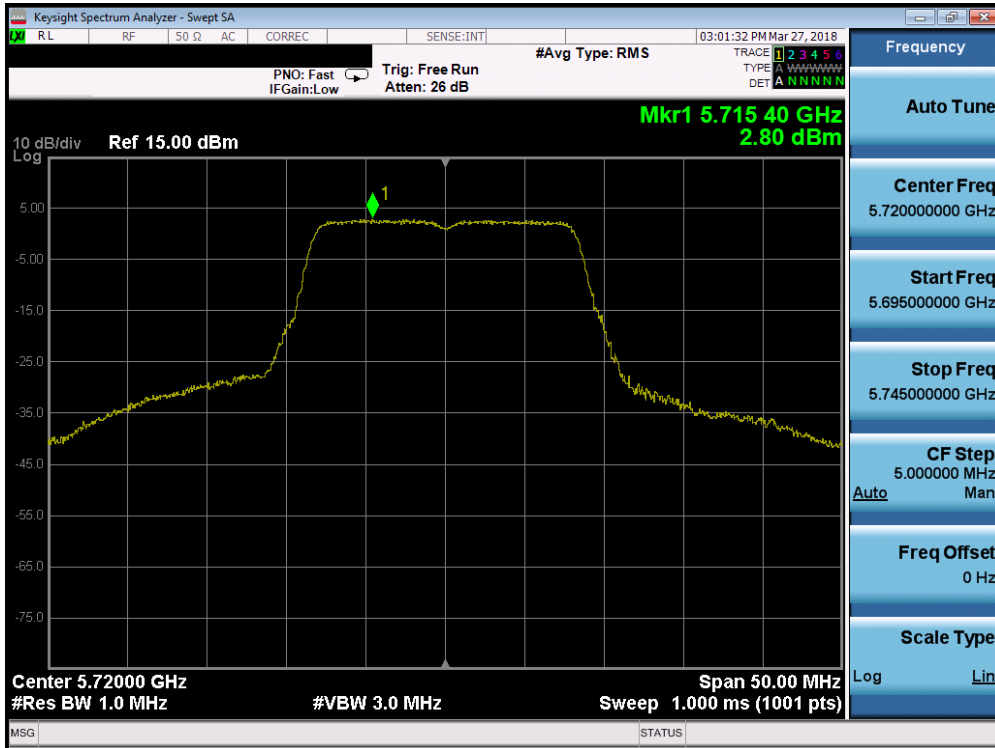 Keysight Spectrum Analyzer - Swept SA
LXI RL RF 50 Ω AC CORREC SENSE:INT 03:01:32 PM Mar 27, 2018
#Avg Type: RMS
TRACE 1 2 3 4 5 6
PNO: Fast Trig: Free Run
TYPE A WWWWW
IFGain:Low Atten: 26 dB
DET A N N N N N
Mkr1 5.715 40 GHz
2.80 dBm
10 dB/div Ref 15.00 dBm
Log
1
5.00
-5.00
-15.0
-25.0
-35.0
-45.0
-55.0
-65.0
-75.0
Center 5.72000 GHz Span 50.00 MHz
#Res BW 1.0 MHz #VBW 3.0 MHz Sweep 1.000 ms (1001 pts)
MSG STATUS
Frequency
Auto Tune
Center Freq
5.720000000 GHz
Start Freq
5.695000000 GHz
Stop Freq
5.745000000 GHz
CF Step
5.000000 MHz
Auto Man
Freq Offset
0 Hz
Scale Type
Log Lin